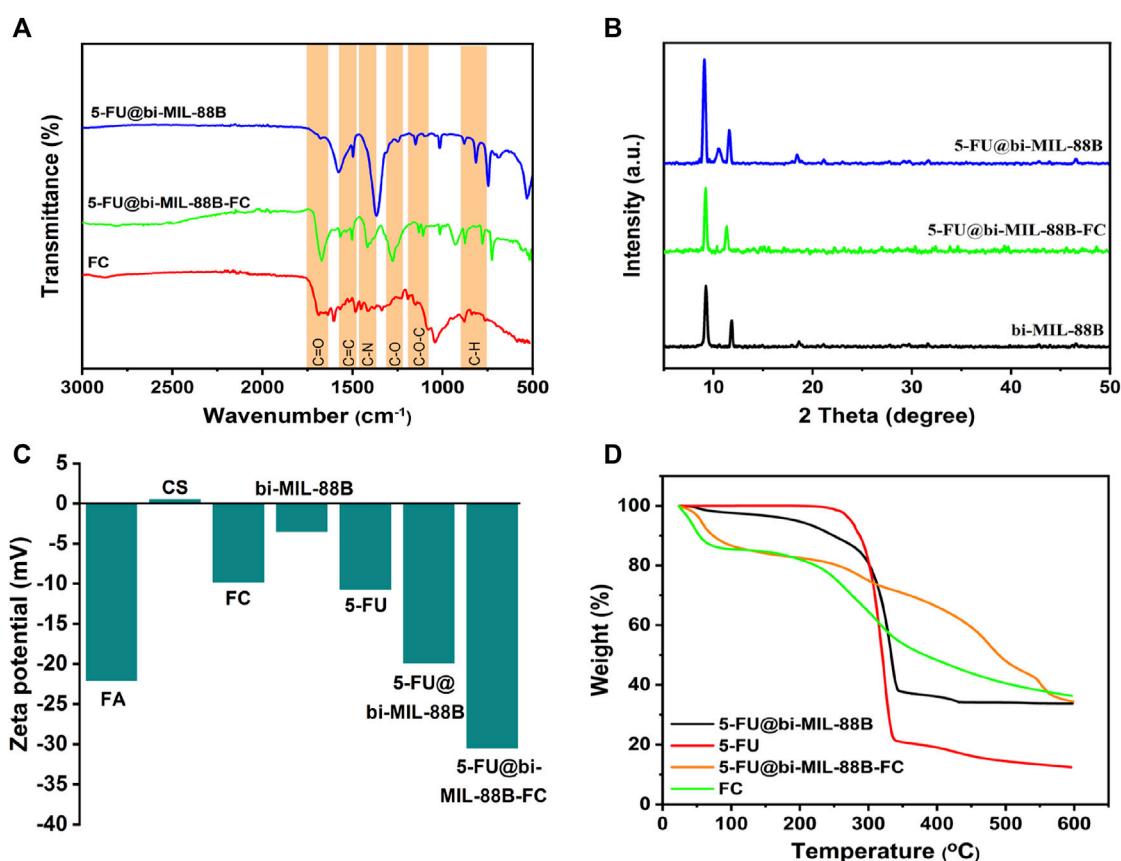 A
5-FU@bi-MIL-88B
5-FU@bi-MIL-88B-FC
FC
C=O
C=C
C-N
C-O
C-O-C
C-H
Transmittance (%)
3000
2500
2000
1500
1000
500
Wavenumber (cm⁻¹)
B
5-FU@bi-MIL-88B
5-FU@bi-MIL-88B-FC
bi-MIL-88B
Intensity (a.u.)
10
20
30
40
50
2 Theta (degree)
C
5
0
-5
-10
-15
-20
-25
-30
-35
-40
Zeta potential (mV)
FA
CS
FC
bi-MIL-88B
5-FU
5-FU@
bi-MIL-88B
5-FU@bi-
MIL-88B-FC
D
100
80
60
40
20
0
Weight (%)
5-FU@bi-MIL-88B
5-FU
5-FU@bi-MIL-88B-FC
FC
0
100
200
300
400
500
600
Temperature (ᴼC)